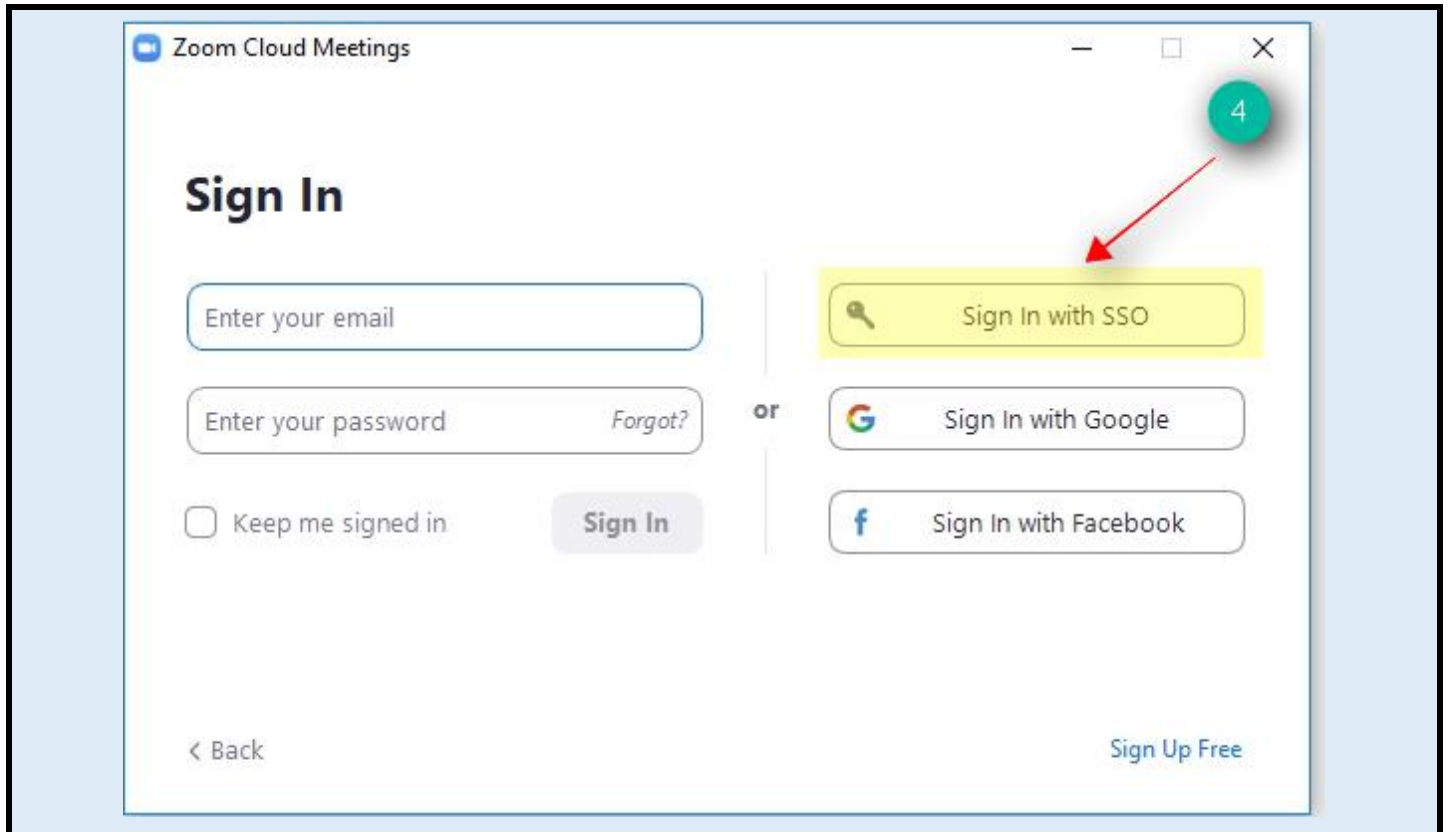 Zoom Cloud Meetings
4
Sign In
Enter your email
Enter your password Forgot?
Keep me signed in Sign In
or
Sign In with SSO
Sign In with Google
Sign In with Facebook
< Back
Sign Up Free